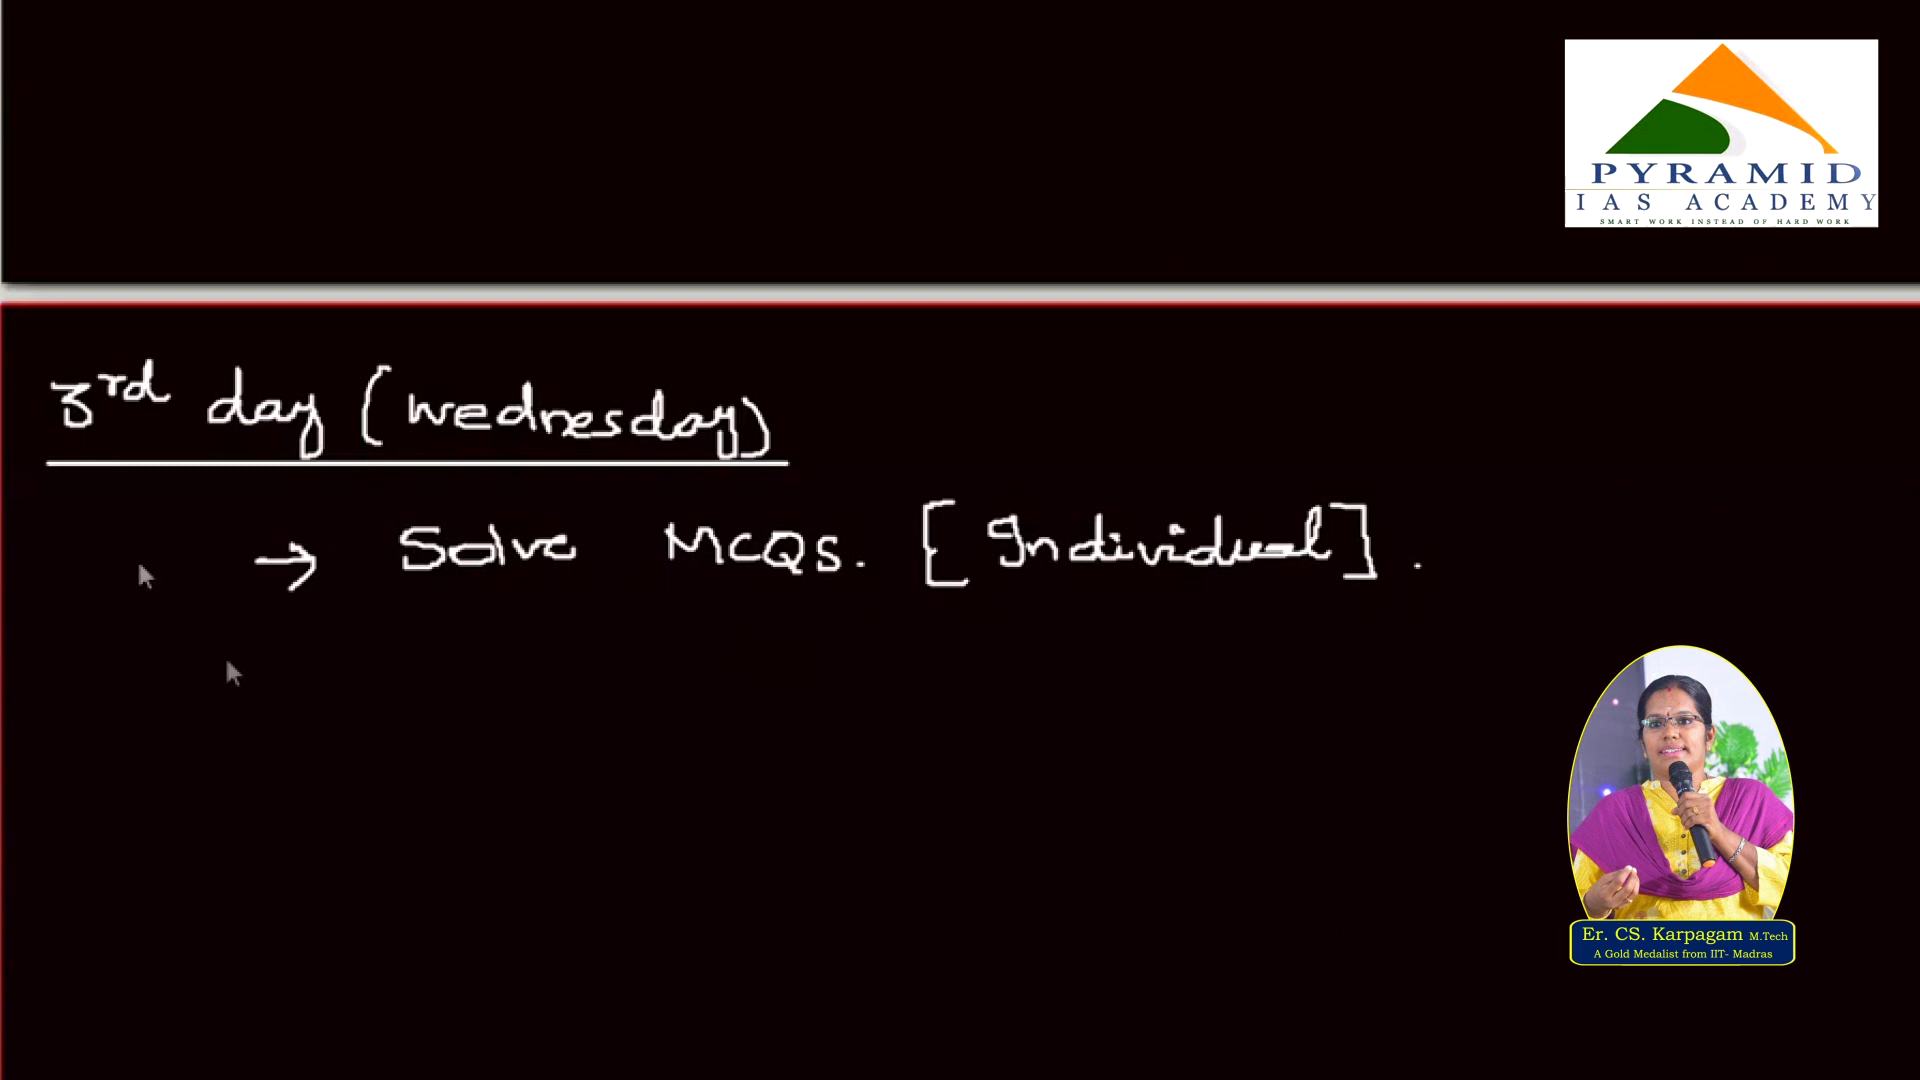 PYRAMID
IAS ACADEMY
SMART WORK INSTEAD OF HARD WORK
3rd day (Wednesday)
→ Solve MCQs. [Individual].
Er. CS. Karpagam M.Tech
A Gold Medalist from IIT- Madras